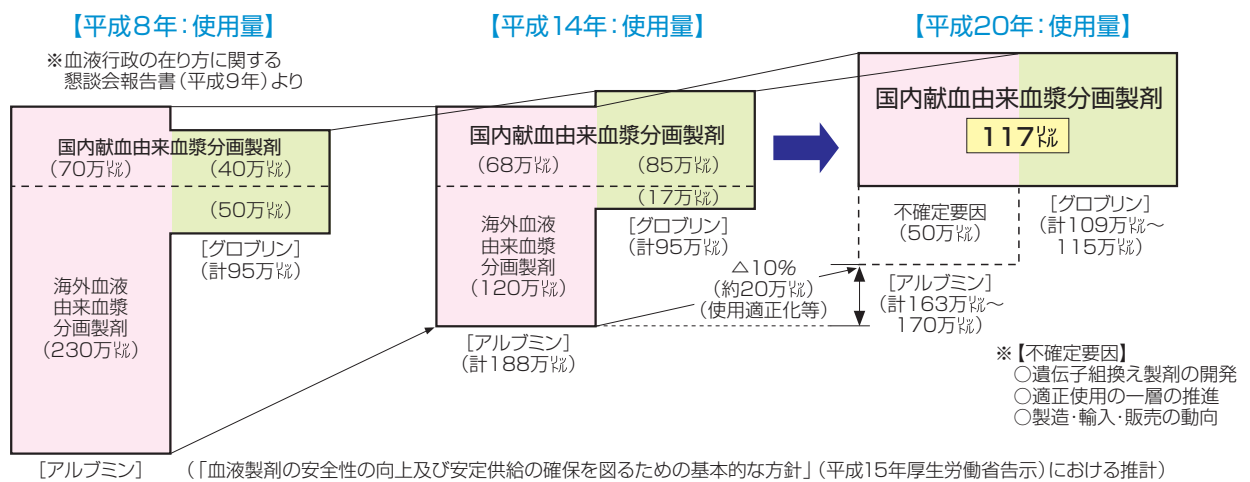 【平成8年：使用量】
※血液行政の在り方に関する
懇談会報告書（平成9年）より
国内献血由来血漿分画製剤
（70万㍑）
（40万㍑）
（50万㍑）
［グロブリン］
（計95万㍑）
海外血液
由来血漿
分画製剤
（230万㍑）
［アルブミン］
【平成14年：使用量】
国内献血由来血漿分画製剤
（68万㍑）
（85万㍑）
（17万㍑）
［グロブリン］
（計95万㍑）
海外血液
由来血漿
分画製剤
（120万㍑）
［アルブミン］
（計188万㍑）
△10％
（約20万㍑）
（使用適正化等）
【平成20年：使用量】
国内献血由来血漿分画製剤
117㍑
不確定要因
（50万㍑）
［グロブリン］
（計109万㍑～
115万㍑）
［アルブミン］
（計163万㍑～
170万㍑）
※【不確定要因】
○遺伝子組換え製剤の開発
○適正使用の一層の推進
○製造・輸入・販売の動向
（「血液製剤の安全性の向上及び安定供給の確保を図るための基本的な方針」（平成15年厚生労働省告示）における推計）